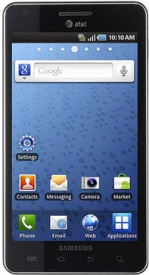 at&t
10:10 AM
Google
Settings
Contacts Messaging Camera Market
Phone Email Web Applications
SAMSUNG